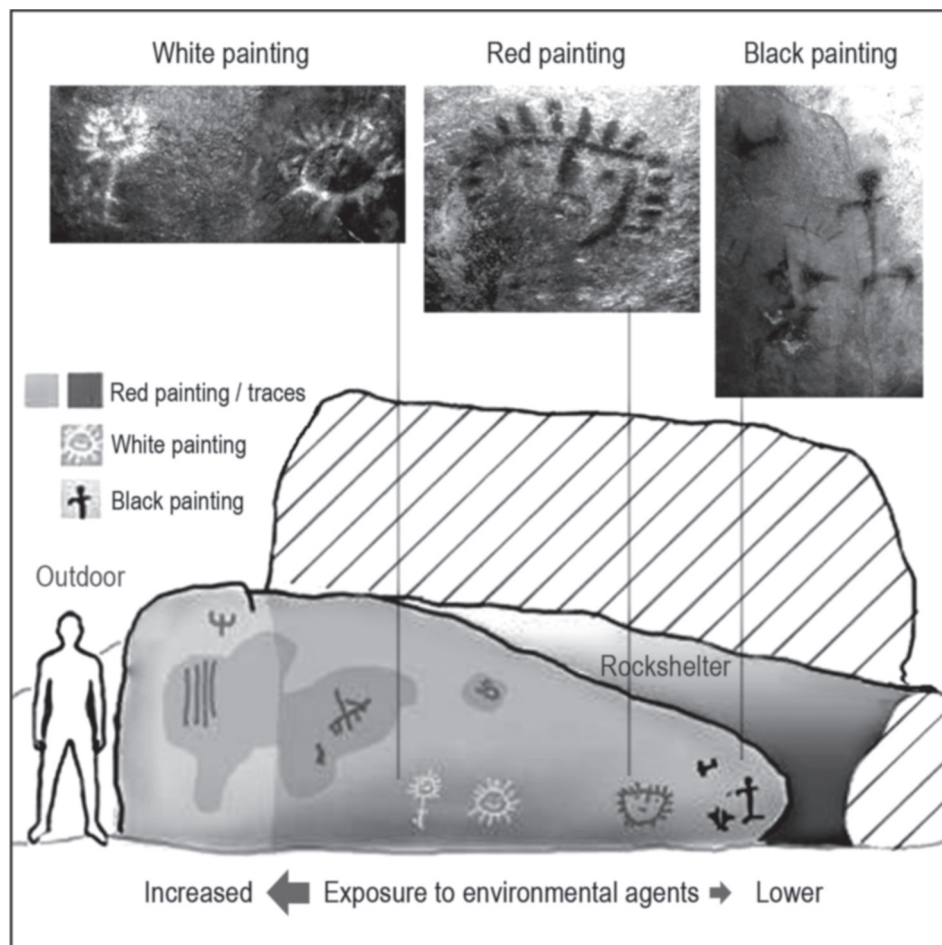 White painting
Red painting
Black painting
Red painting / traces
White painting
Black painting
Outdoor
Rockshelter
Increased Exposure to environmental agents Lower